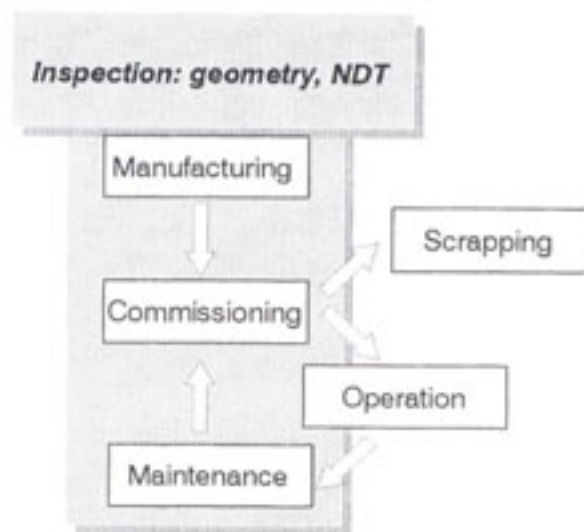 Inspection: geometry, NDT
Manufacturing
Scrapping
Commissioning
Operation
Maintenance